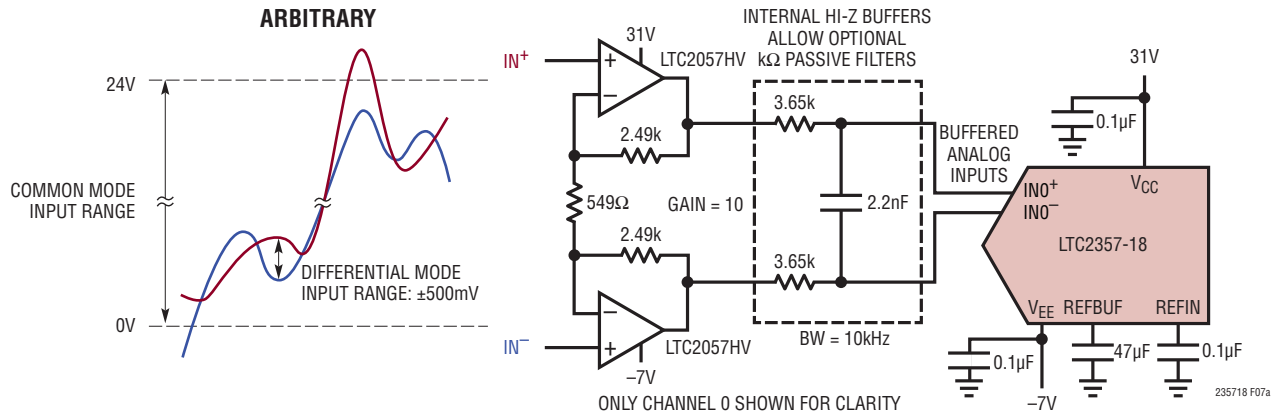 ARBITRARY
24V
COMMON MODE
INPUT RANGE
0V
DIFFERENTIAL MODE
INPUT RANGE: ±500mV
IN+
IN–
31V
LTC2057HV
2.49k
549Ω
GAIN = 10
2.49k
LTC2057HV
–7V
INTERNAL HI-Z BUFFERS
ALLOW OPTIONAL
kΩ PASSIVE FILTERS
3.65k
2.2nF
3.65k
BW = 10kHz
BUFFERED
ANALOG
INPUTS
31V
0.1µF
VCC
IN0+
IN0–
LTC2357-18
VEE REFBUF REFIN
0.1µF
47µF
0.1µF
–7V
ONLY CHANNEL 0 SHOWN FOR CLARITY
235718 F07a